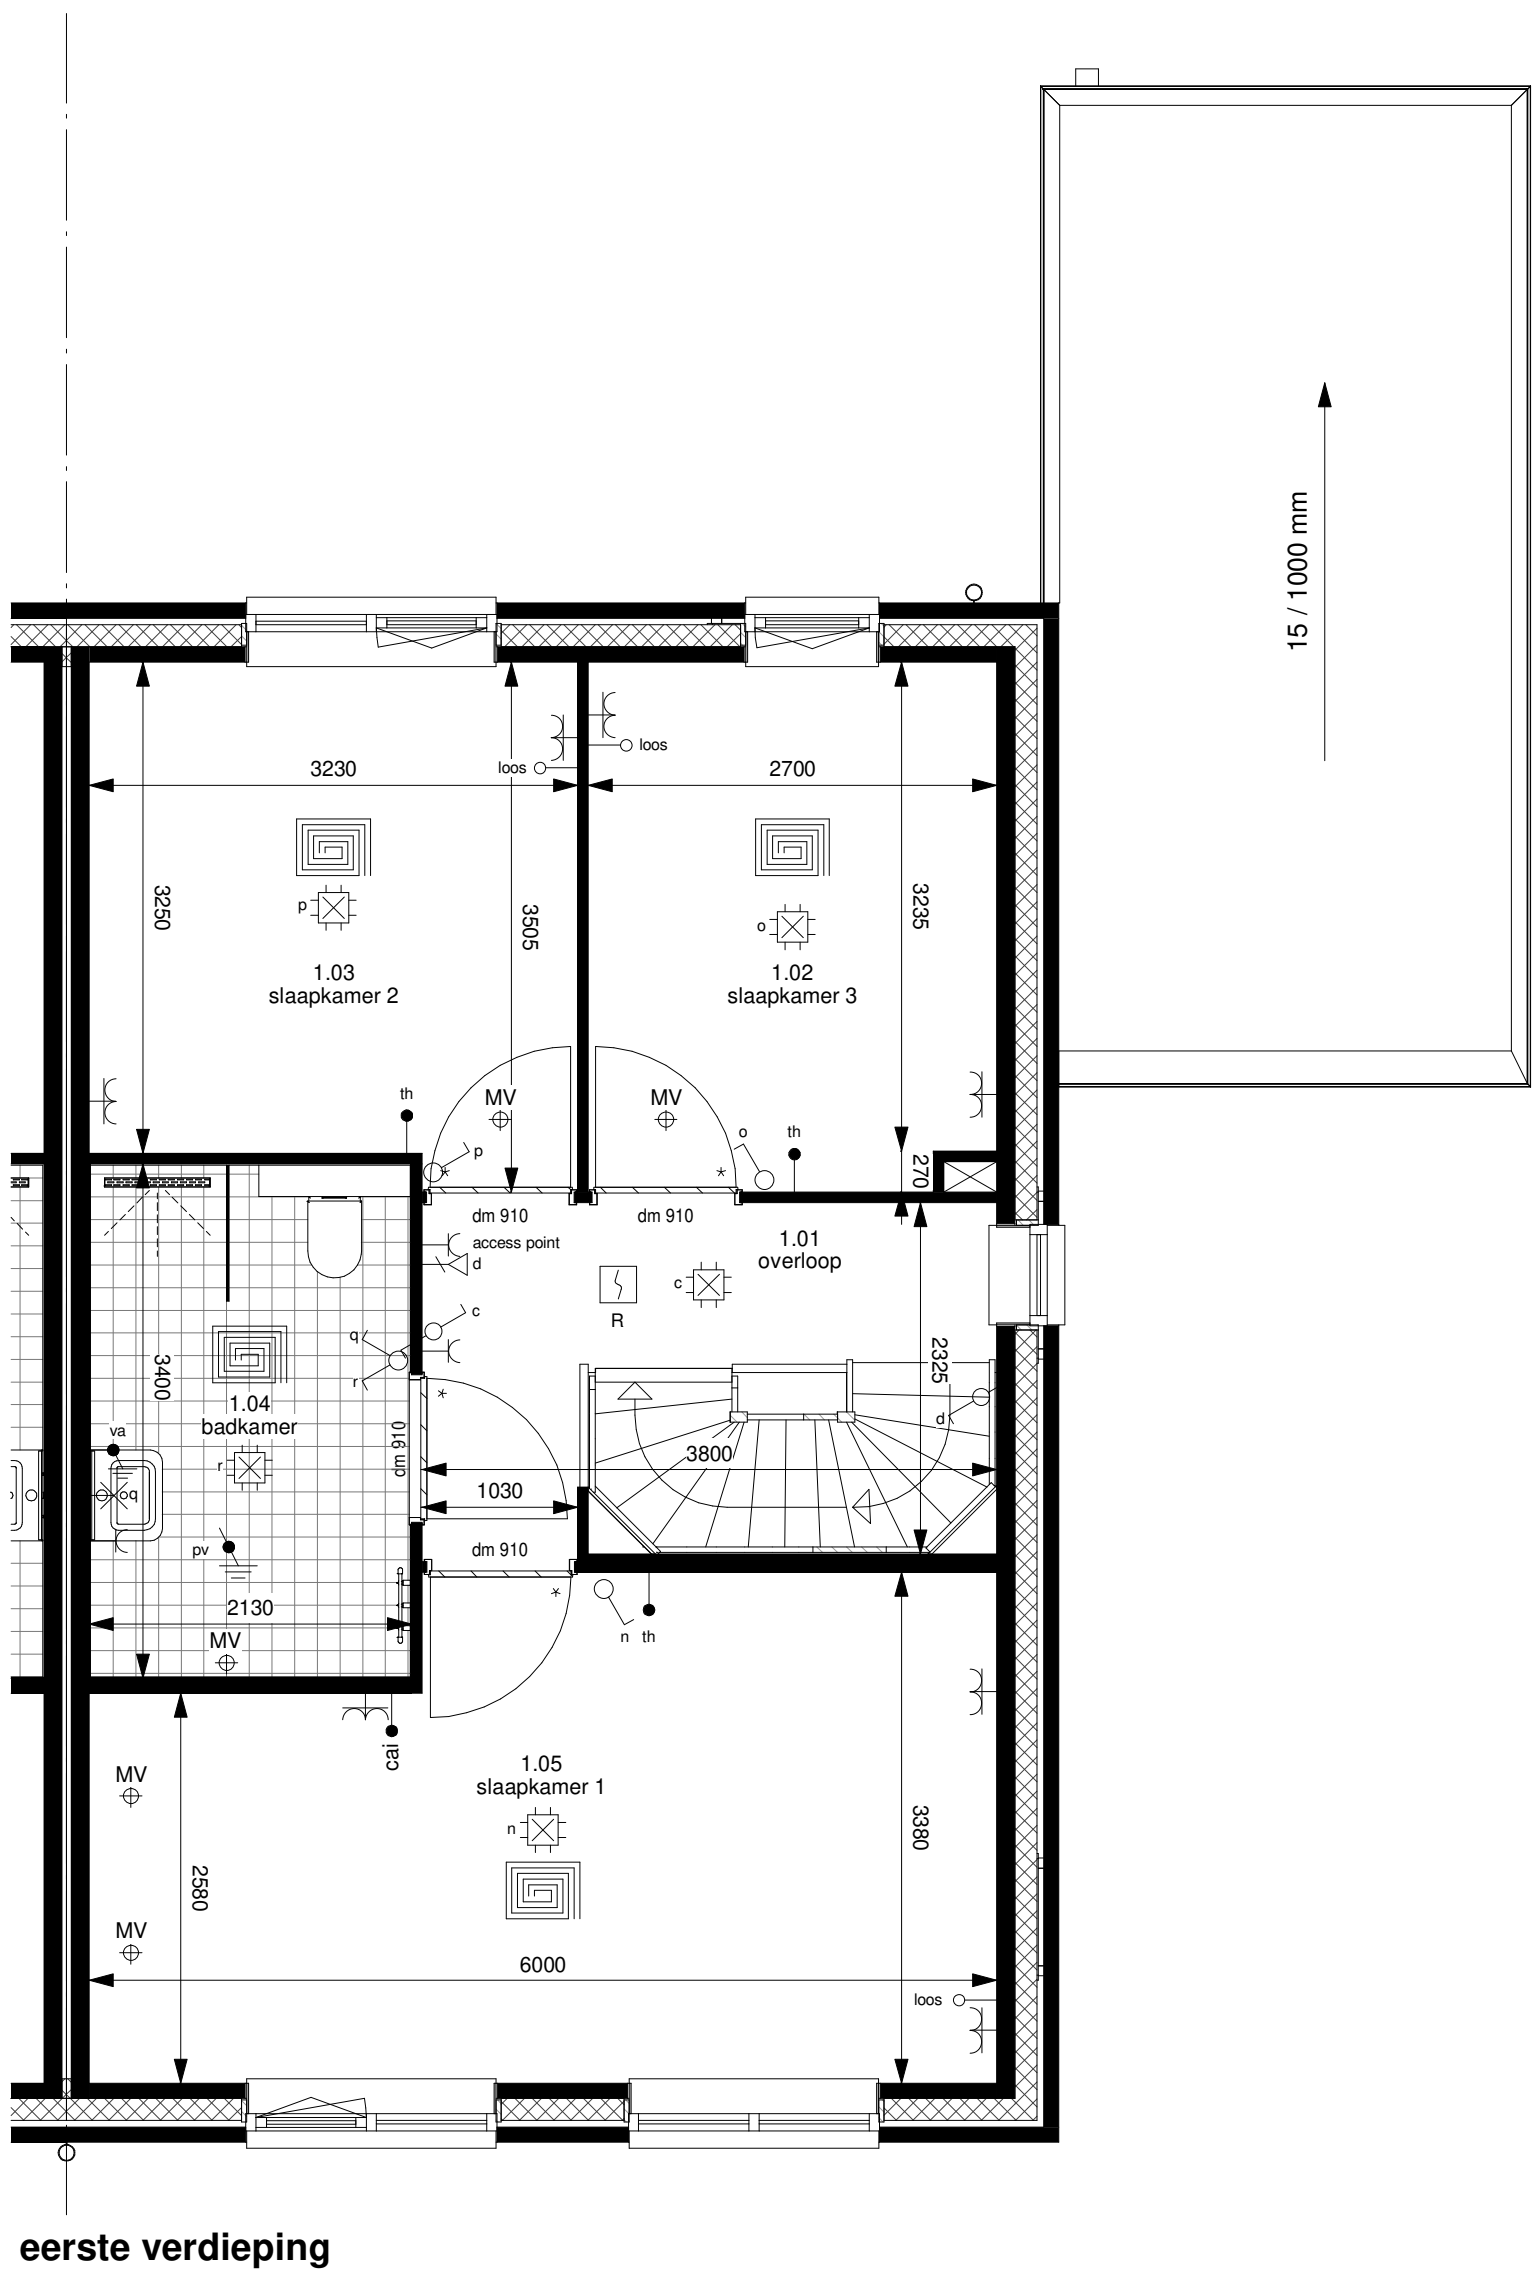 15 / 1000 mm
loos
loos
3230
2700
3250
3505
3235
p
o
1.03
slaapkamer 2
1.02
slaapkamer 3
th
MV
MV
p
o
th
*
*
270
dm 910
dm 910
access point
d
1.01
overloop
c
R
c
q
r
2325
3400
1.04
badkamer
*
d
va
r
dm 910
3800
q
1030
pv
dm 910
*
2130
n
th
MV
cai
MV
1.05
slaapkamer 1
n
3380
2580
MV
6000
loos
eerste verdieping